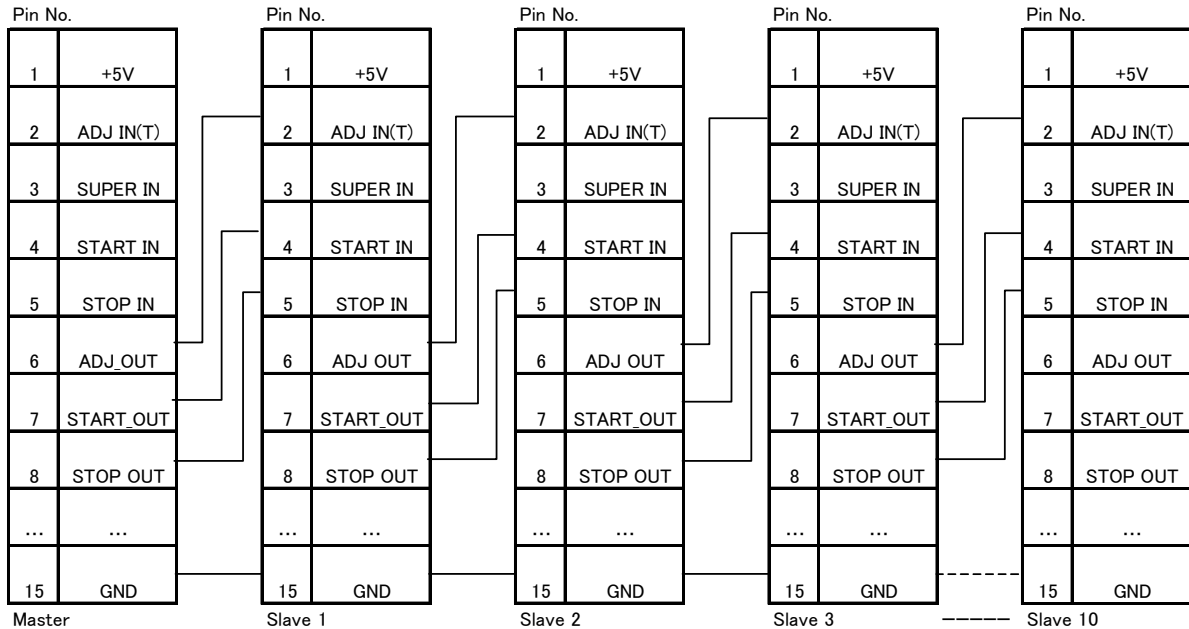 Pin No. Pin No. Pin No. Pin No. Pin No.
1 +5V 1 +5V 1 +5V 1 +5V 1 +5V
2 ADJ IN(T) 2 ADJ IN(T) 2 ADJ IN(T) 2 ADJ IN(T) 2 ADJ IN(T)
3 SUPER IN 3 SUPER IN 3 SUPER IN 3 SUPER IN 3 SUPER IN
4 START IN 4 START IN 4 START IN 4 START IN 4 START IN
5 STOP IN 5 STOP IN 5 STOP IN 5 STOP IN 5 STOP IN
6 ADJ_OUT 6 ADJ OUT 6 ADJ OUT 6 ADJ OUT 6 ADJ OUT
7 START_OUT 7 START_OUT 7 START_OUT 7 START_OUT 7 START_OUT
8 STOP OUT 8 STOP OUT 8 STOP OUT 8 STOP OUT 8 STOP OUT
... ... ... ... ... ... ... ... ... ...
15 GND 15 GND 15 GND 15 GND 15 GND
Master Slave 1 Slave 2 Slave 3 Slave 10